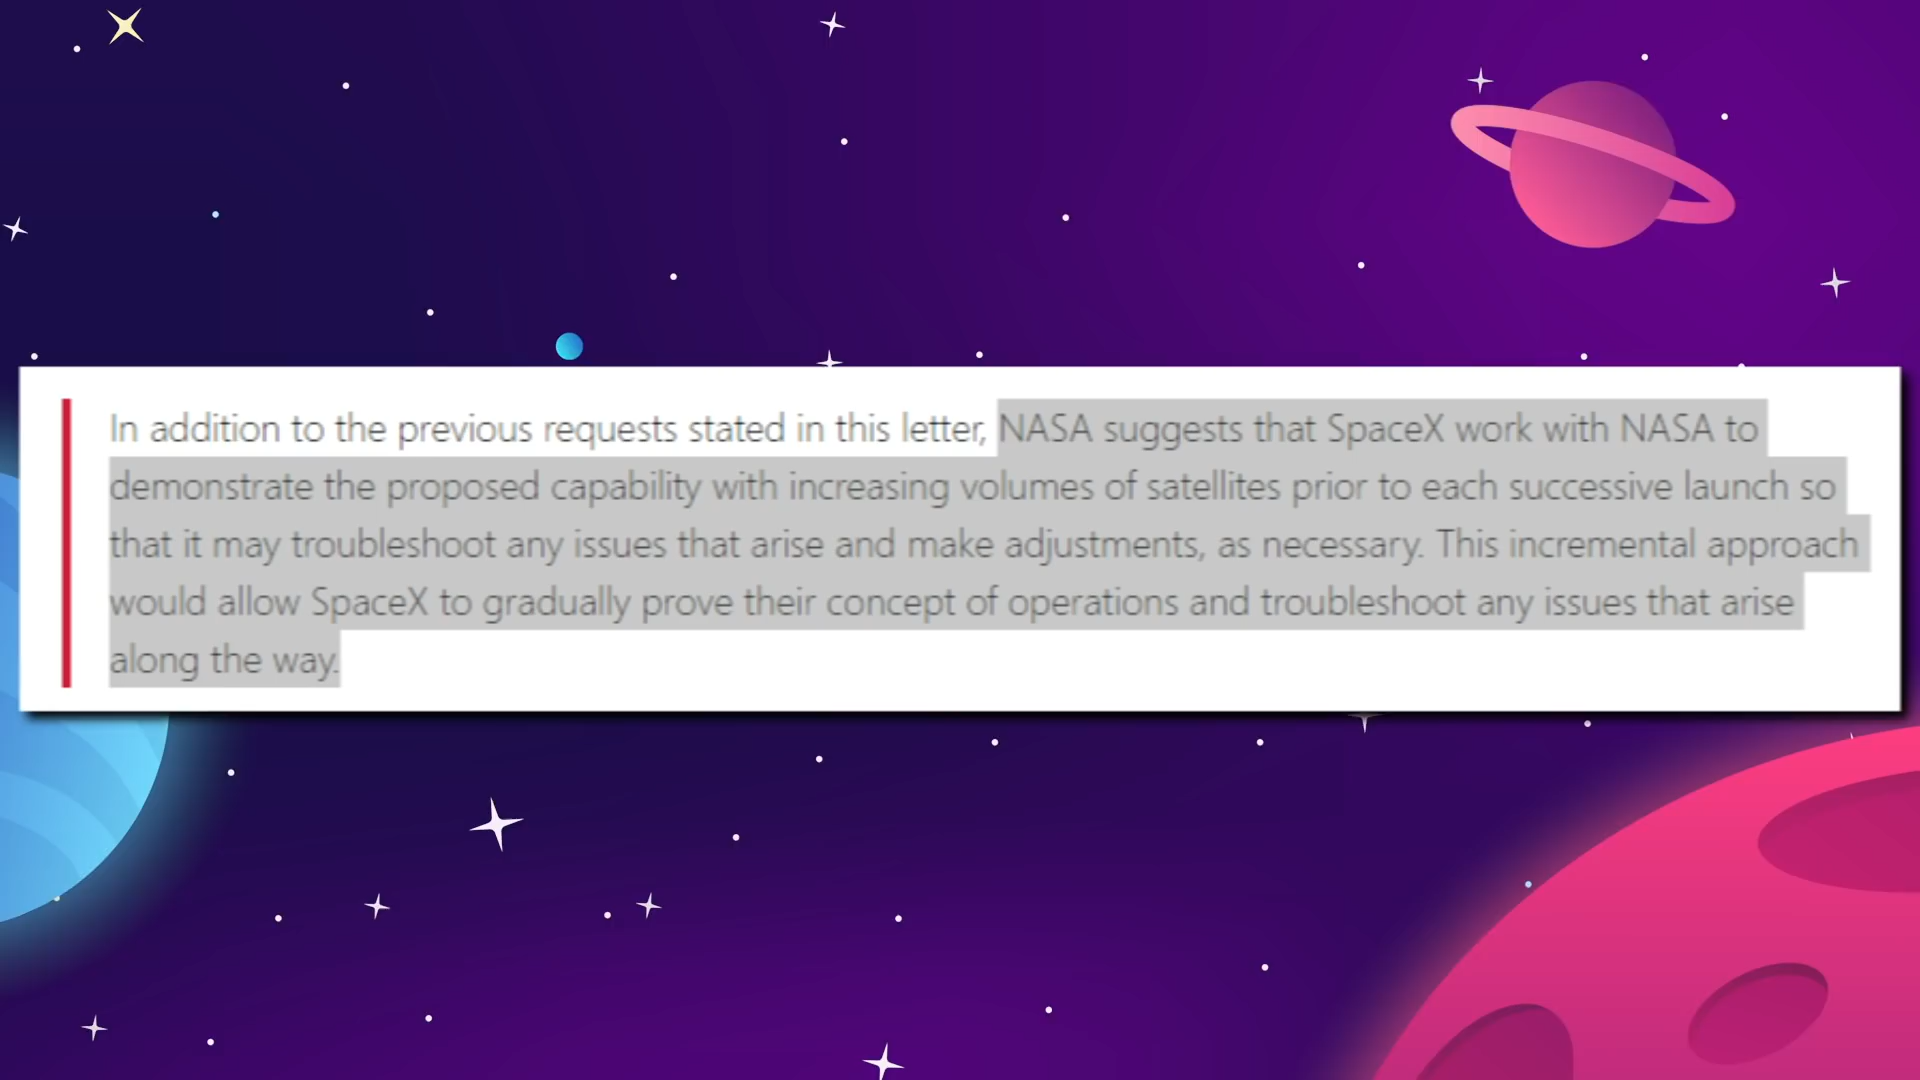 In addition to the previous requests stated in this letter, NASA suggests that SpaceX work with NASA to
demonstrate the proposed capability with increasing volumes of satellites prior to each successive launch so
that it may troubleshoot any issues that arise and make adjustments, as necessary. This incremental approach
would allow SpaceX to gradually prove their concept of operations and troubleshoot any issues that arise
along the way.